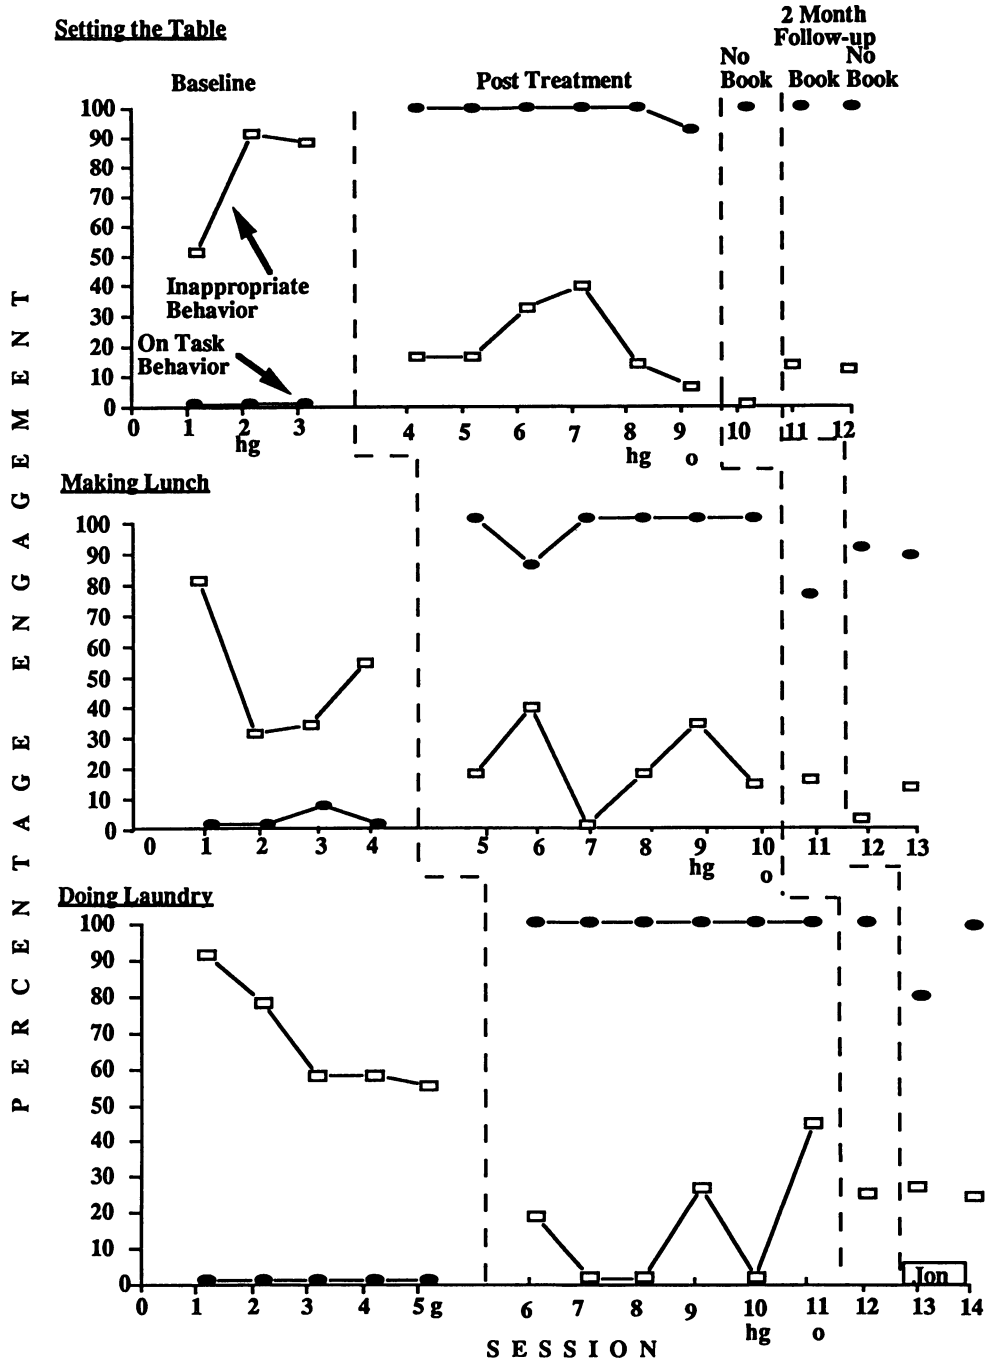 Setting the Table
2 Month
Follow-up
Baseline
Post Treatment
No
Book
Book
No
Book
100
90
80
70
60
50
40
30
20
10
0
Inappropriate
Behavior
On Task
Behavior
0 1 2 3 4 5 6 7 8 9 10 11 12
hg hg o
Making Lunch
100
90
80
70
60
50
40
30
20
10
0
0 1 2 3 4 5 6 7 8 9 10 11 12 13
hg o
Doing Laundry
100
90
80
70
60
50
40
30
20
10
0
Jon
0 1 2 3 4 5 g 6 7 8 9 10 11 12 13 14
hg o
SESSION
PERCENTAGE ENGAGEMENT